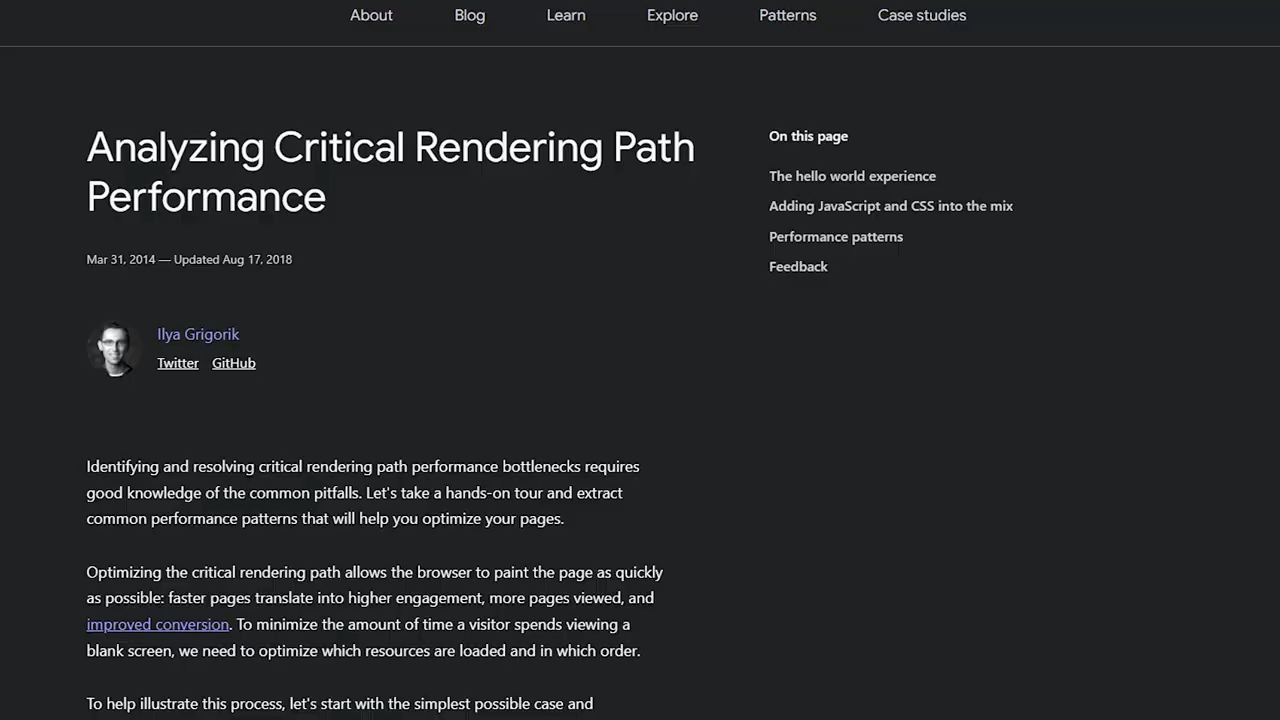 About Blog Learn Explore Patterns Case studies
Analyzing Critical Rendering Path
Performance
Mar 31, 2014 — Updated Aug 17, 2018
Ilya Grigorik
Twitter GitHub
Identifying and resolving critical rendering path performance bottlenecks requires
good knowledge of the common pitfalls. Let's take a hands-on tour and extract
common performance patterns that will help you optimize your pages.
Optimizing the critical rendering path allows the browser to paint the page as quickly
as possible: faster pages translate into higher engagement, more pages viewed, and
improved conversion. To minimize the amount of time a visitor spends viewing a
blank screen, we need to optimize which resources are loaded and in which order.
To help illustrate this process, let's start with the simplest possible case and
On this page
The hello world experience
Adding JavaScript and CSS into the mix
Performance patterns
Feedback